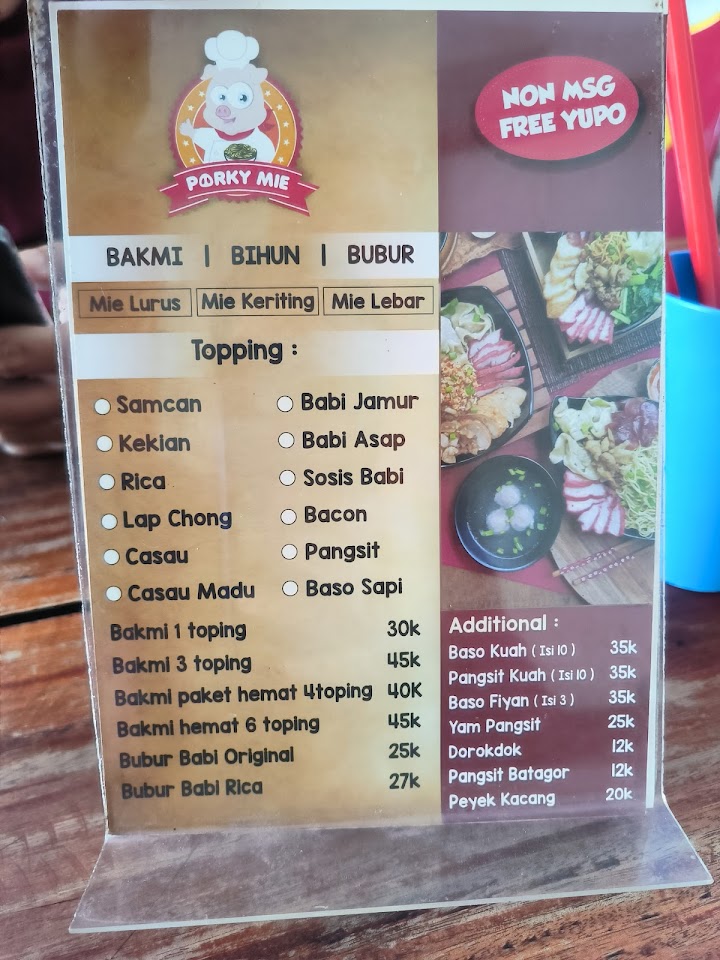 PORKY MIE
NON MSG
FREE YUPO
BAKMI | BIHUN | BUBUR
Mie Lurus Mie Keriting Mie Lebar
Topping :
Samcan
Kekian
Rica
Lap Chong
Casau
Casau Madu
Babi Jamur
Babi Asap
Sosis Babi
Bacon
Pangsit
Baso Sapi
Bakmi 1 toping 30k
Bakmi 3 toping 45k
Bakmi paket hemat 4toping 40K
Bakmi hemat 6 toping 45k
Bubur Babi Original 25k
Bubur Babi Rica 27k
Additional :
Baso Kuah ( Isi 10 ) 35k
Pangsit Kuah ( Isi 10 ) 35k
Baso Fiyan ( Isi 3 ) 35k
Yam Pangsit 25k
Dorokdok 12k
Pangsit Batagor 12k
Peyek Kacang 20k